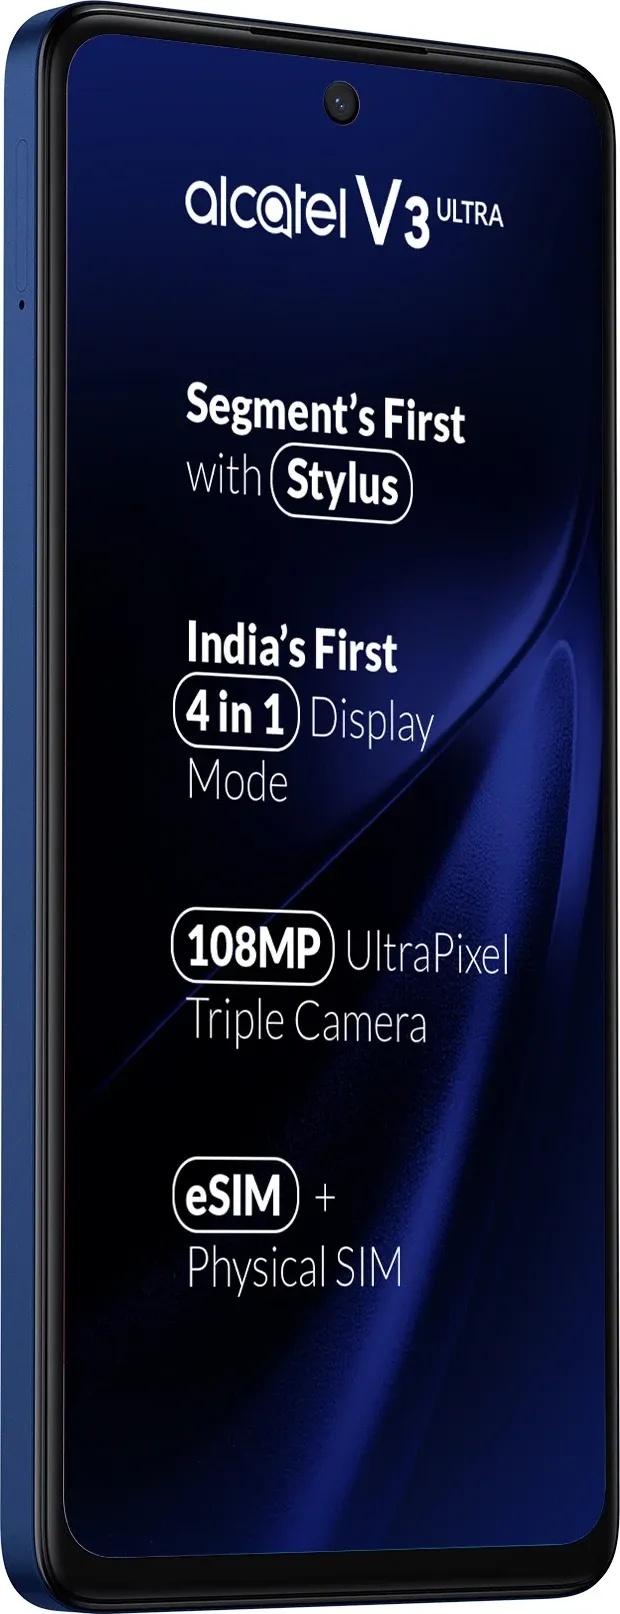 alcatel V3 ULTRA
Segment's First
with Stylus
India's First
4 in 1 Display
Mode
108MP UltraPixel
Triple Camera
eSIM +
Physical SIM